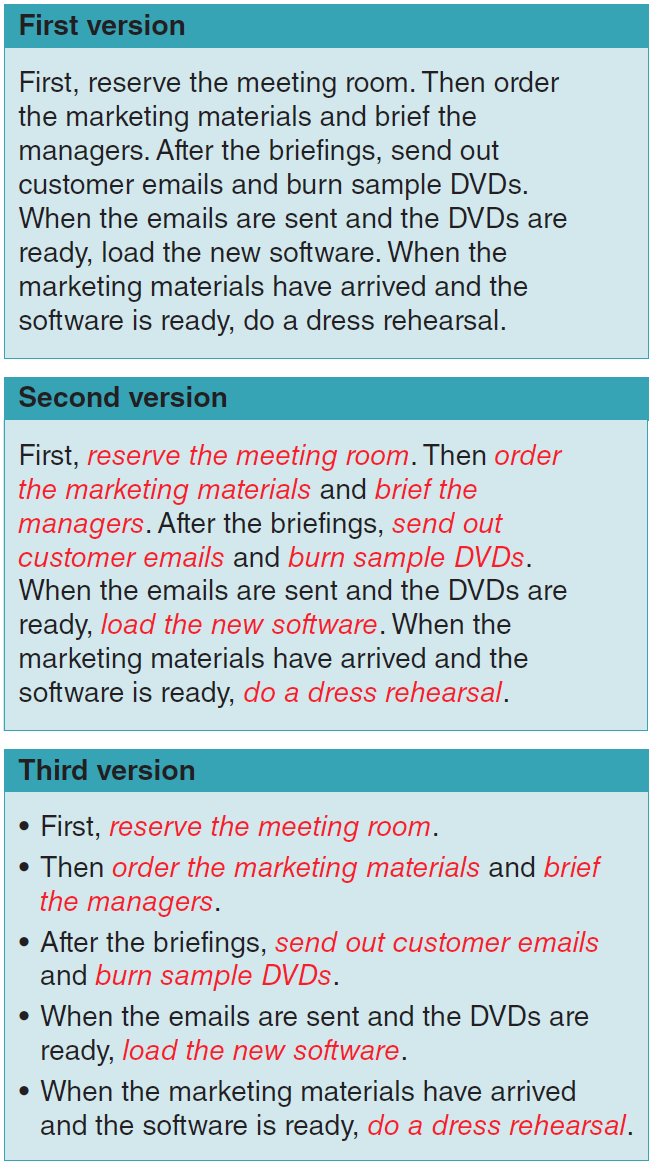 First version
First, reserve the meeting room. Then order
the marketing materials and brief the
managers. After the briefings, send out
customer emails and burn sample DVDs.
When the emails are sent and the DVDs are
ready, load the new software. When the
marketing materials have arrived and the
software is ready, do a dress rehearsal.
Second version
First, reserve the meeting room. Then order
the marketing materials and brief the
managers. After the briefings, send out
customer emails and burn sample DVDs.
When the emails are sent and the DVDs are
ready, load the new software. When the
marketing materials have arrived and the
software is ready, do a dress rehearsal.
Third version
• First, reserve the meeting room.
• Then order the marketing materials and brief
the managers.
• After the briefings, send out customer emails
and burn sample DVDs.
• When the emails are sent and the DVDs are
ready, load the new software.
• When the marketing materials have arrived
and the software is ready, do a dress rehearsal.